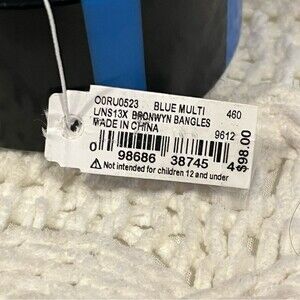 O0RU0523 BLUE MULTI 460
L/NS13X BRONWYN BANGLES
MADE IN CHINA 9612
0 98686 38745 4
$98.00
Not intended for children 12 and under